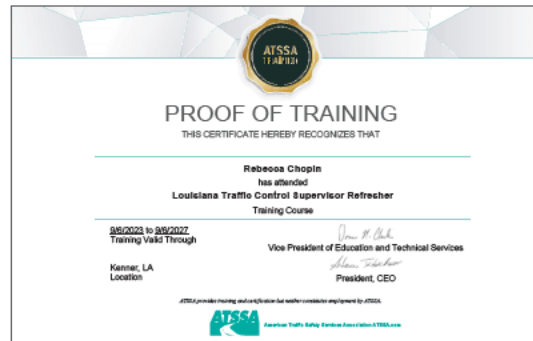 ATSSA
TRAINED
PROOF OF TRAINING
THIS CERTIFICATE HEREBY RECOGNIZES THAT
Rebecca Chopin
has attended
Louisiana Traffic Control Supervisor Refresher
Training Course
9/6/2023 to 9/6/2027
Training Valid Through
Vice President of Education and Technical Services
Kenner, LA
Location
President, CEO
ATSSA provides training and certification but neither constitutes employment by ATSSA.
ATSSA
American Traffic Safety Services Association ATSSA.com